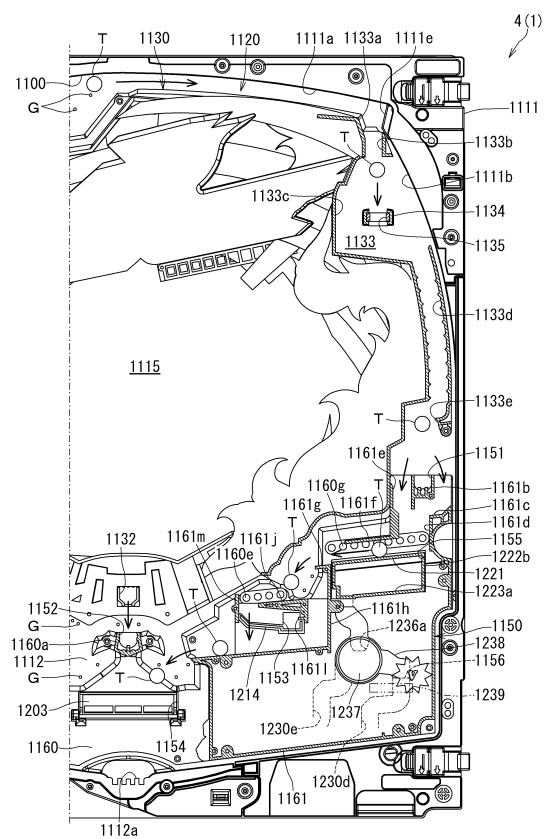 4(1)
T
1130
1120
1111a
1133a
1111e
1100
G
1111
T
1133b
1111b
1133c
1134
1133
1135
1133d
1115
T
1133e
1161e
1151
T
1161b
1160g
1161f
1161c
1161g
1161d
1161j
T
1155
1161m
1160e
1222b
1132
1221
1223a
1152
T
1161h
G
1236a
1150
1160a
1238
1112
1161l
1156
G
T
1153
1214
1237
1239
1203
1230e
1154
1160
1230d
1161
1112a